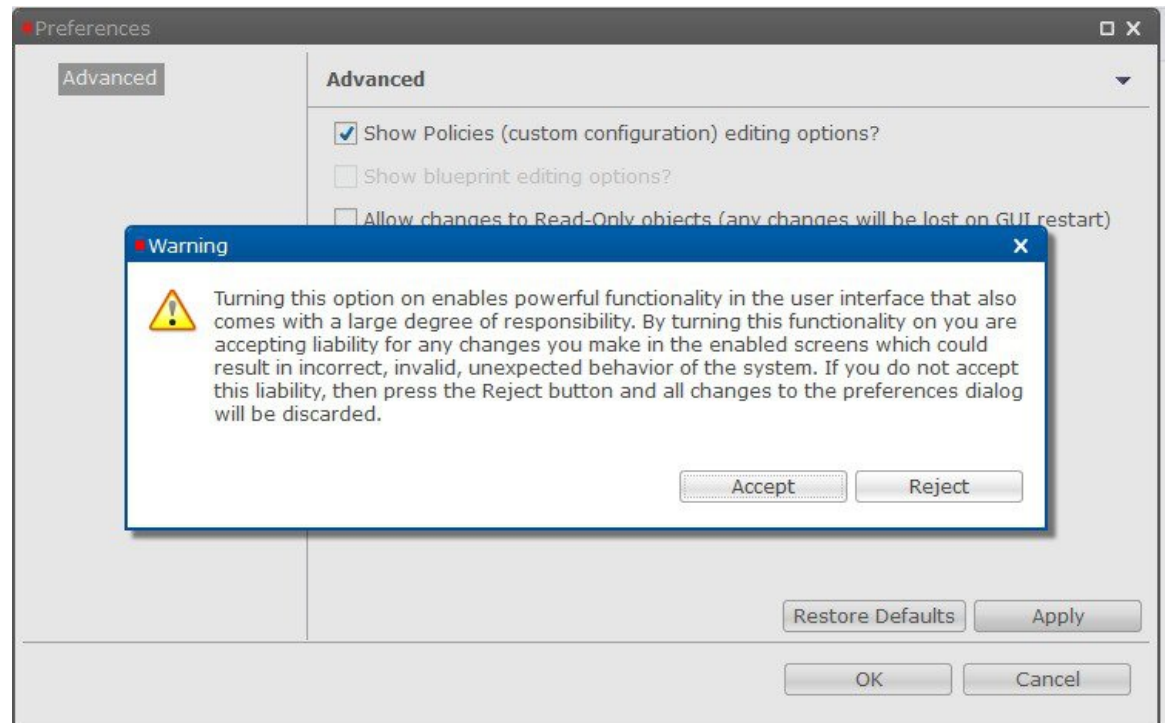 Preferences
Advanced
Advanced
Show Policies (custom configuration) editing options?
Show blueprint editing options?
Allow changes to Read-Only objects (any changes will be lost on GUI restart)
Warning
Turning this option on enables powerful functionality in the user interface that also
comes with a large degree of responsibility. By turning this functionality on you are
accepting liability for any changes you make in the enabled screens which could
result in incorrect, invalid, unexpected behavior of the system. If you do not accept
this liability, then press the Reject button and all changes to the preferences dialog
will be discarded.
Accept Reject
Restore Defaults Apply
OK Cancel